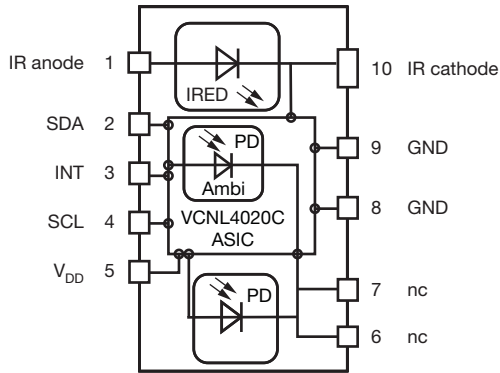 IR anode 1
10 IR cathode
IRED
SDA 2
PD
9 GND
INT 3
Ambi
8 GND
SCL 4
VCNL4020C
ASIC
VDD 5
7 nc
PD
6 nc